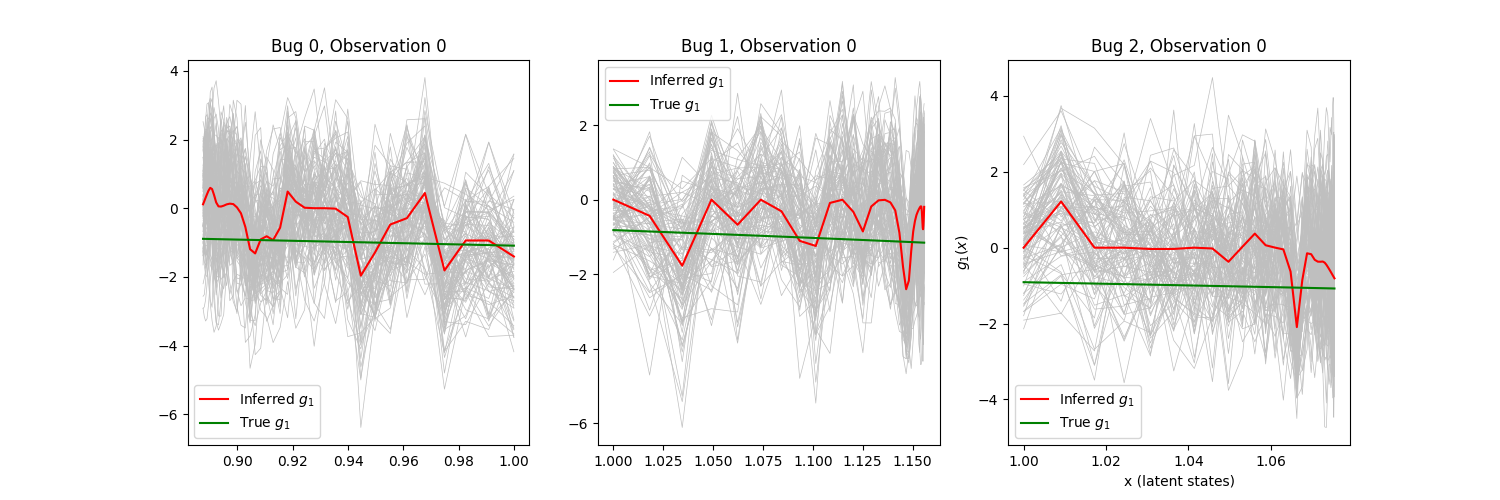 Bug 0, Observation 0
4
2
0
−2
−4
−6
Inferred g₁
True g₁
0.90 0.92 0.94 0.96 0.98 1.00
Bug 1, Observation 0
Inferred g₁
True g₁
2
0
−2
−4
−6
1.000 1.025 1.050 1.075 1.100 1.125 1.150
Bug 2, Observation 0
g₁(x)
4
2
0
−2
−4
Inferred g₁
True g₁
1.00 1.02 1.04 1.06
x (latent states)